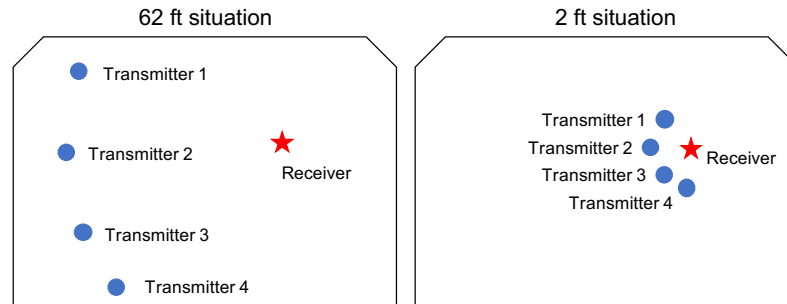 62 ft situation
Transmitter 1
Transmitter 2
Receiver
Transmitter 3
Transmitter 4
2 ft situation
Transmitter 1
Transmitter 2
Receiver
Transmitter 3
Transmitter 4